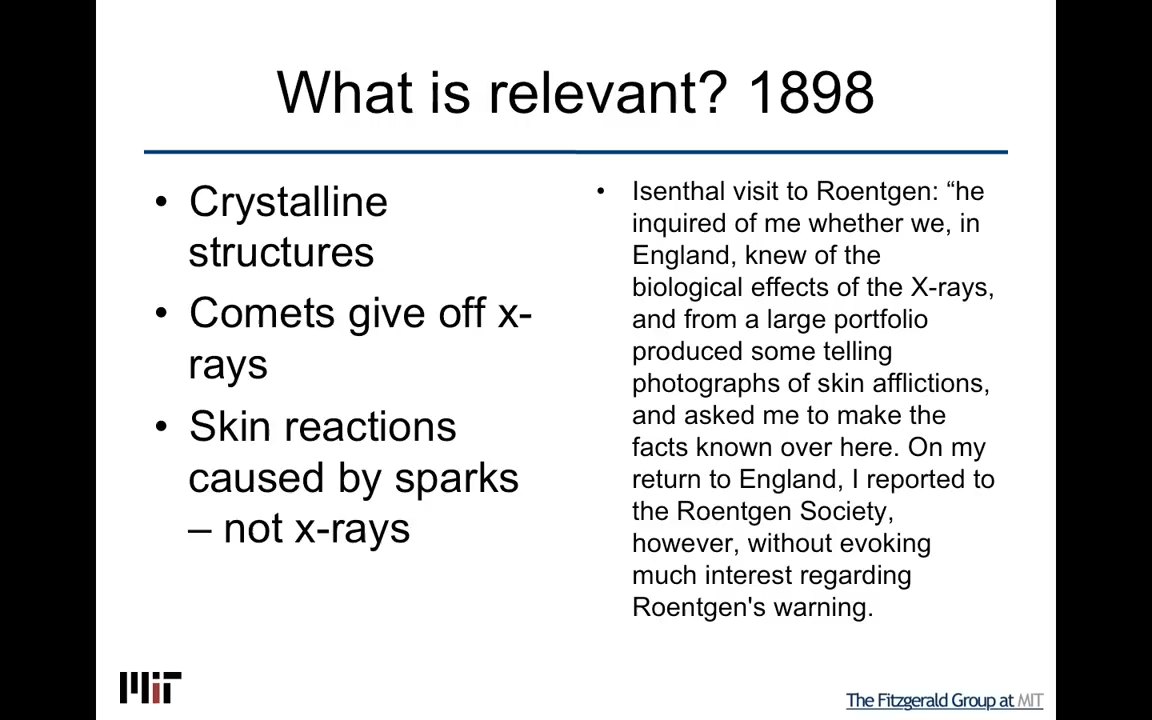 What is relevant? 1898
• Crystalline
structures
• Comets give off x-
rays
• Skin reactions
caused by sparks
– not x-rays
• Isenthal visit to Roentgen: “he
inquired of me whether we, in
England, knew of the
biological effects of the X-rays,
and from a large portfolio
produced some telling
photographs of skin afflictions,
and asked me to make the
facts known over here. On my
return to England, I reported to
the Roentgen Society,
however, without evoking
much interest regarding
Roentgen's warning.
MIT
The Fitzgerald Group at MIT